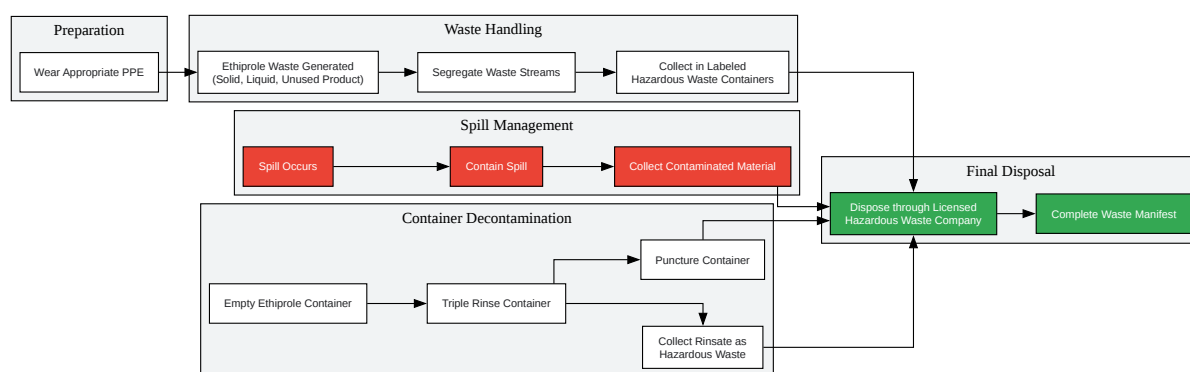 Preparation
Wear Appropriate PPE
Waste Handling
Ethiprole Waste Generated
(Solid, Liquid, Unused Product)
Segregate Waste Streams
Collect in Labeled
Hazardous Waste Containers
Spill Management
Spill Occurs
Contain Spill
Collect Contaminated Material
Container Decontamination
Empty Ethiprole Container
Triple Rinse Container
Puncture Container
Collect Rinsate as
Hazardous Waste
Final Disposal
Dispose through Licensed
Hazardous Waste Company
Complete Waste Manifest